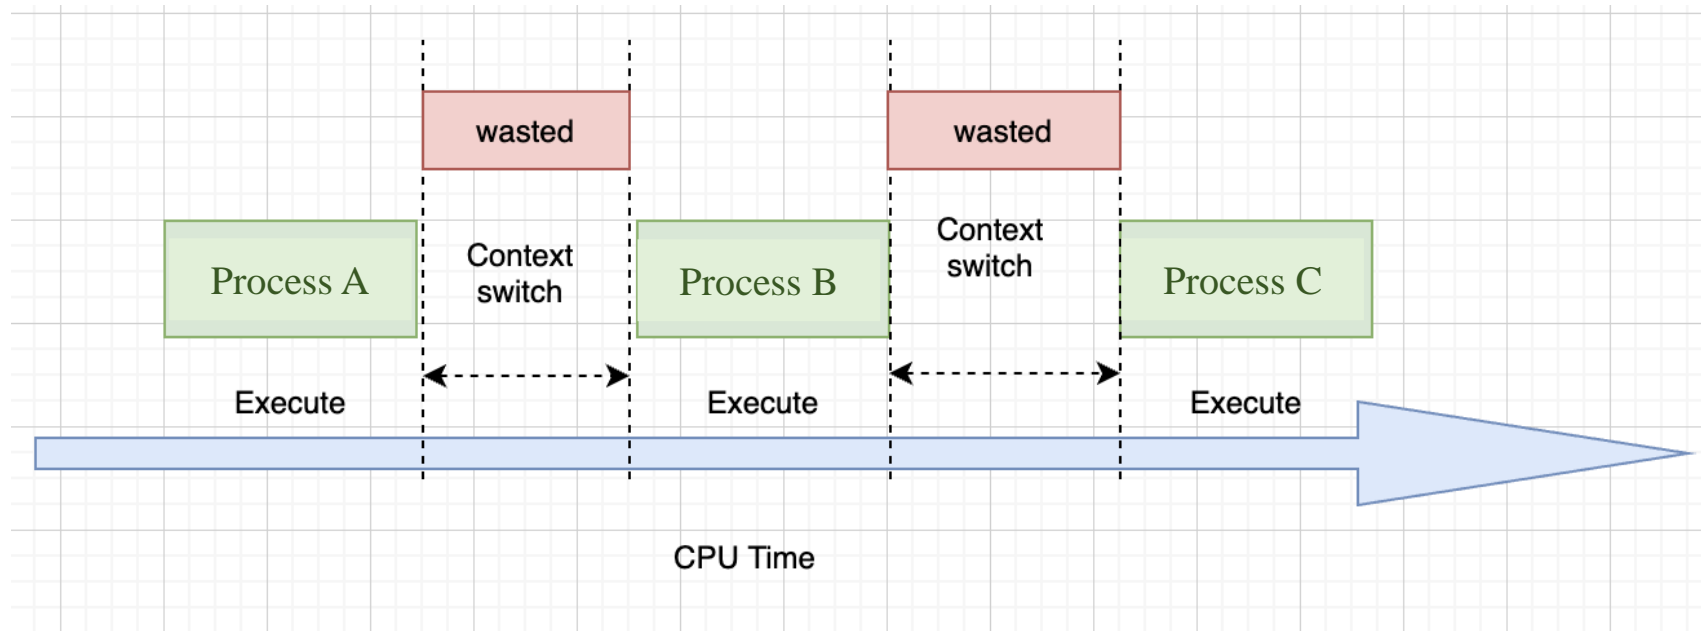 wasted
wasted
Context
switch
Context
switch
Process A
Process B
Process C
Execute
Execute
Execute
CPU Time